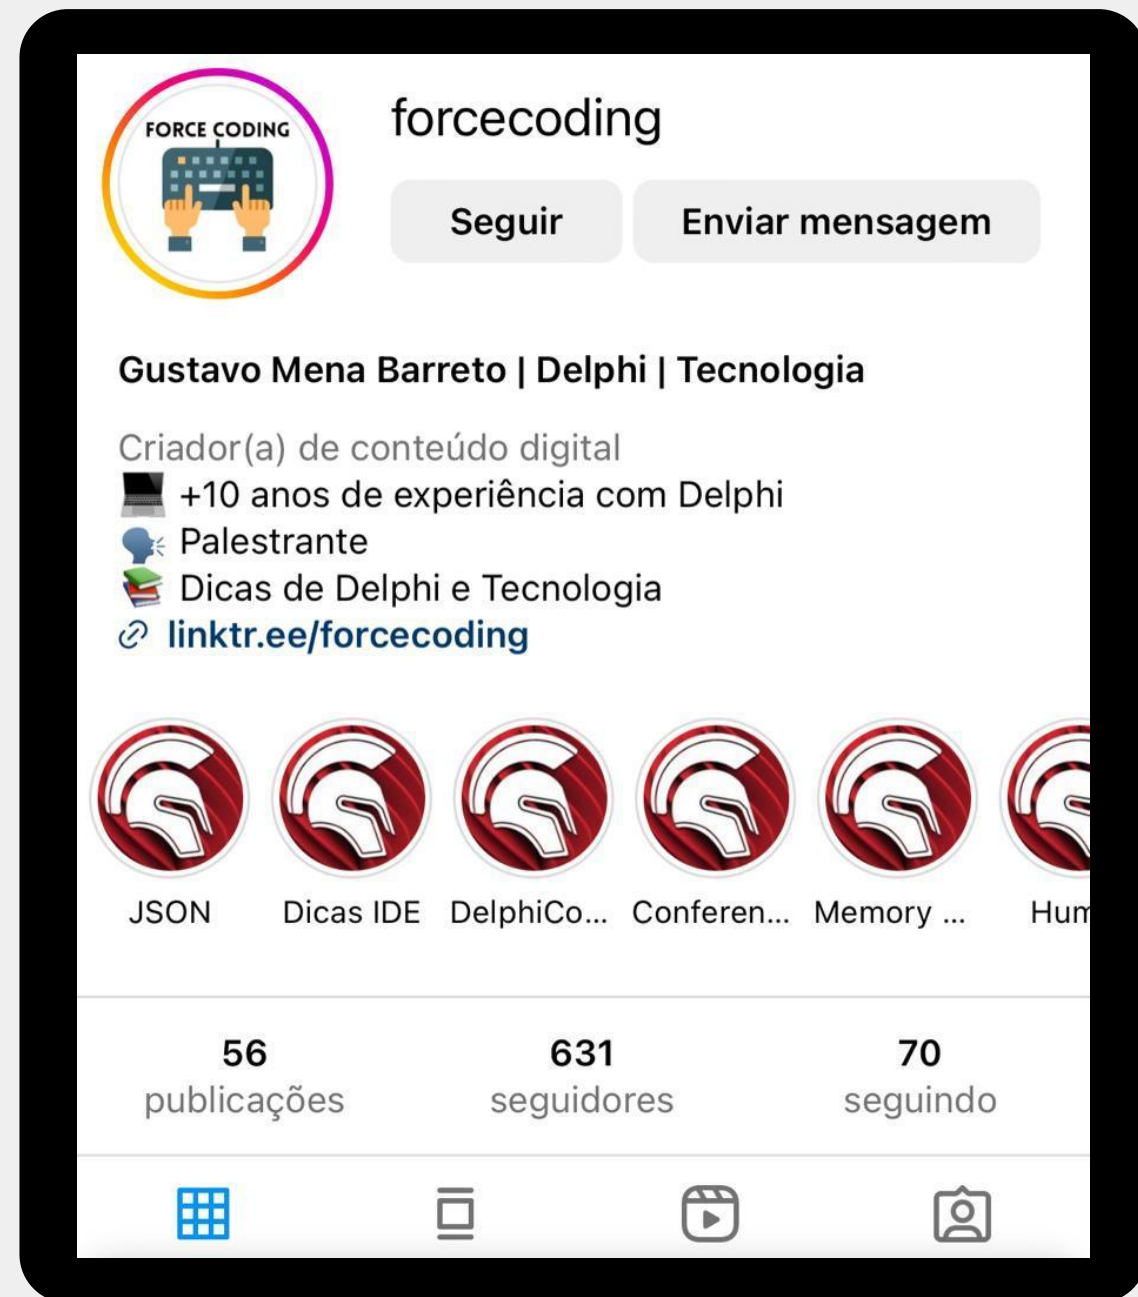 FORCE CODING
forcecoding
Seguir
Enviar mensagem
Gustavo Mena Barreto | Delphi | Tecnologia
Criador(a) de conteúdo digital
+10 anos de experiência com Delphi
Palestrante
Dicas de Delphi e Tecnologia
linktr.ee/forcecoding
JSON
Dicas IDE
DelphiCo...
Conferen...
Memory ...
Hum
56
publicações
631
seguidores
70
seguindo